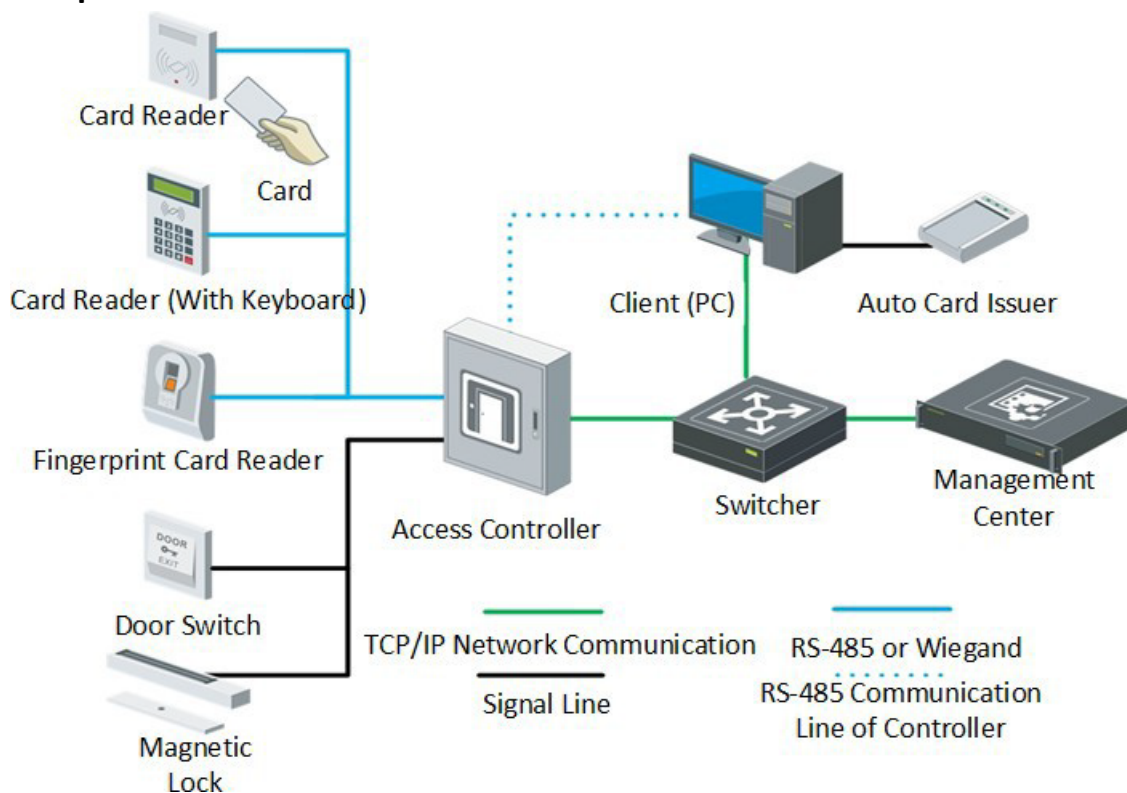 Card Reader
Card
Card Reader (With Keyboard)
Client (PC)
Auto Card Issuer
Fingerprint Card Reader
Access Controller
Switcher
Management
Center
DOOR
EXIT
Door Switch
TCP/IP Network Communication
RS-485 or Wiegand
Signal Line
RS-485 Communication
Line of Controller
Magnetic
Lock